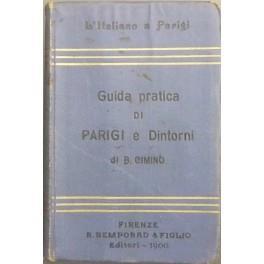 L'Italiano a Parigi
Guida pratica
DI
PARIGI e Dintorni
di B. CIMINO
FIRENZE
R. BEMPORAD & FIGLIO
Editori - 1900